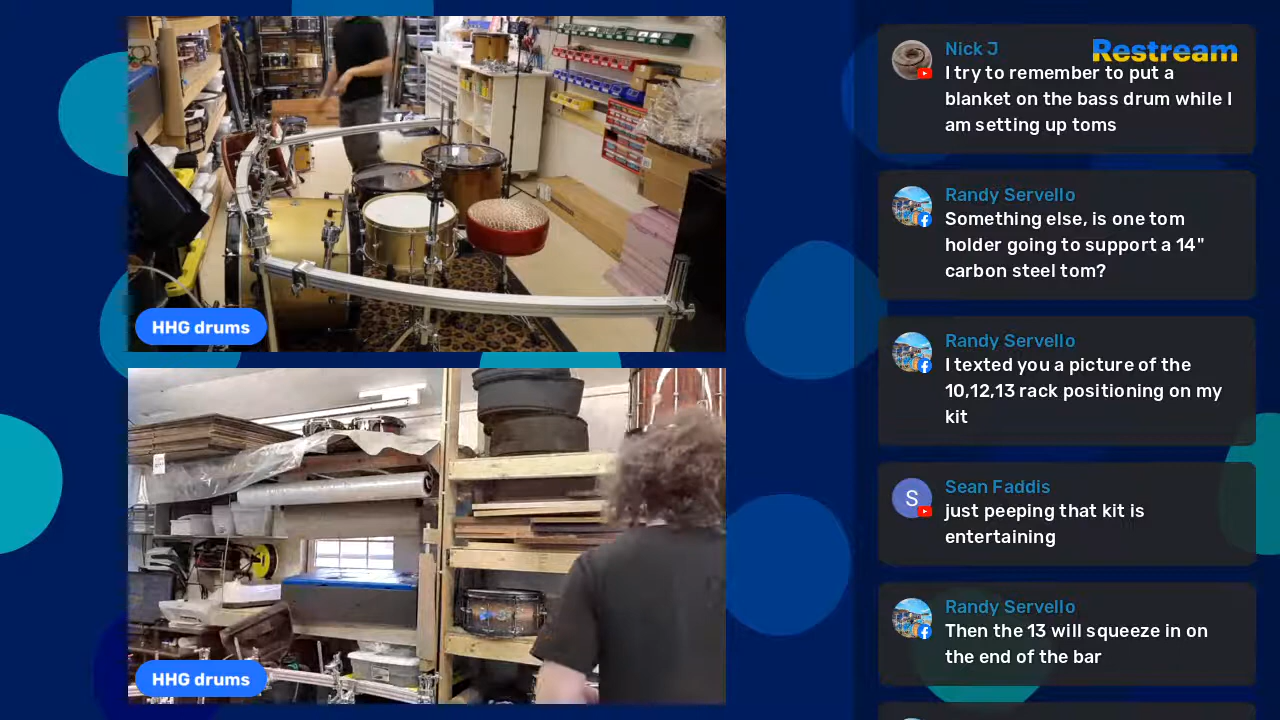 HHG drums
HHG drums
Restream
Nick J
I try to remember to put a
blanket on the bass drum while I
am setting up toms
Randy Servello
Something else, is one tom
holder going to support a 14"
carbon steel tom?
Randy Servello
I texted you a picture of the
10,12,13 rack positioning on my
kit
S
Sean Faddis
just peeping that kit is
entertaining
Randy Servello
Then the 13 will squeeze in on
the end of the bar